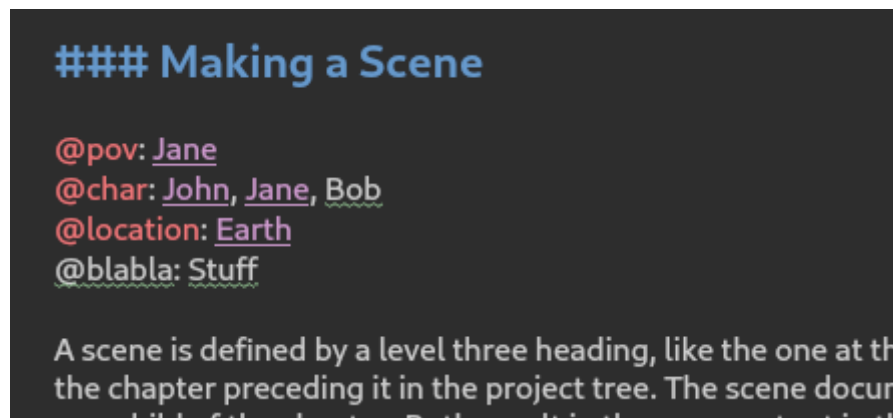 ### Making a Scene
@pov: Jane
@char: John, Jane, Bob
@location: Earth
@blabla: Stuff
A scene is defined by a level three heading, like the one at
the chapter preceding it in the project tree. The scene